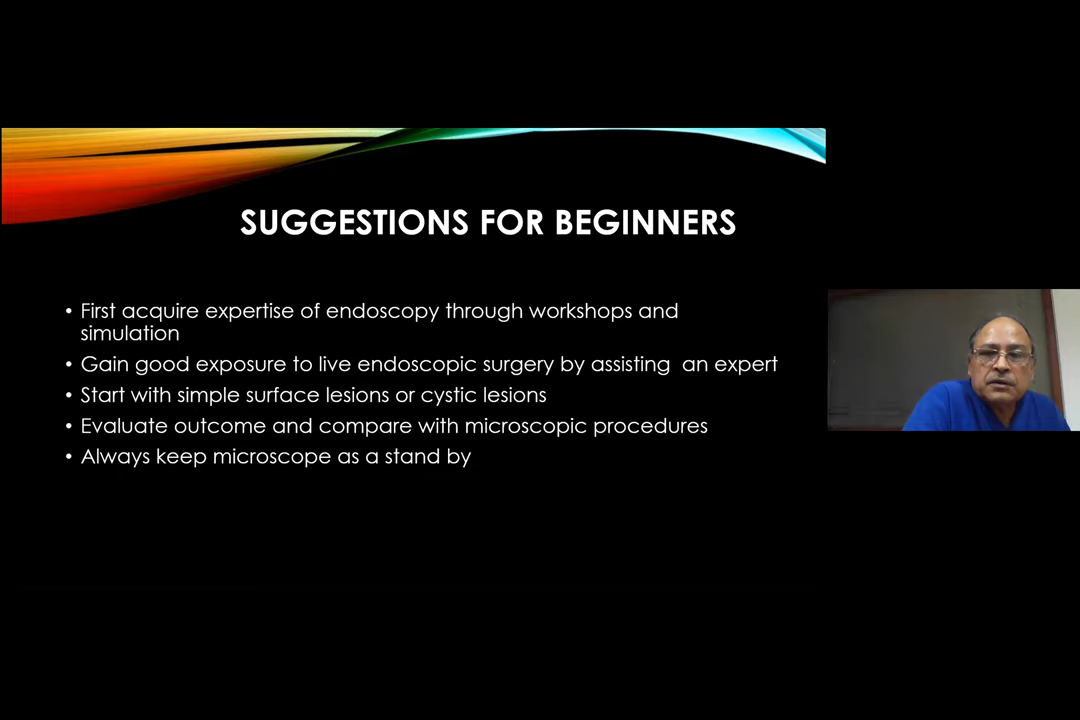 SUGGESTIONS FOR BEGINNERS
• First acquire expertise of endoscopy through workshops and
simulation
• Gain good exposure to live endoscopic surgery by assisting  an expert
• Start with simple surface lesions or cystic lesions
• Evaluate outcome and compare with microscopic procedures
• Always keep microscope as a stand by